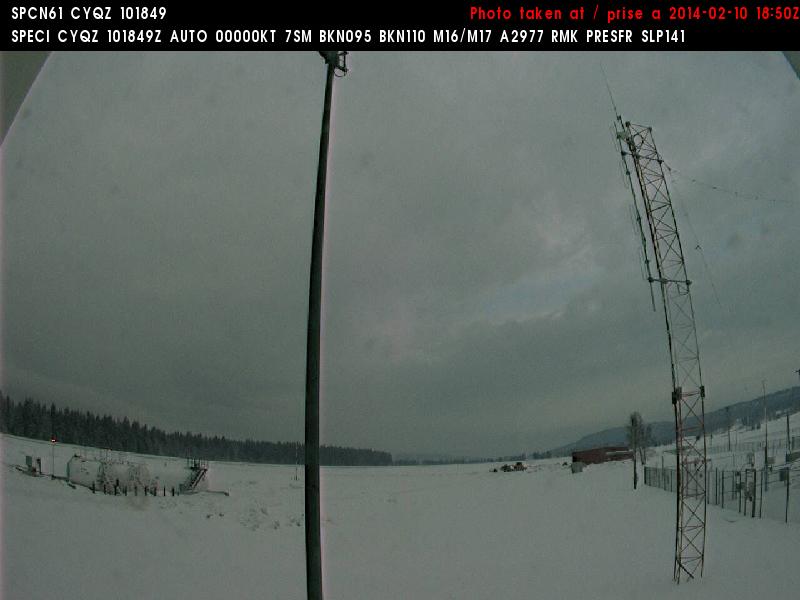 SPCN61 CYQZ 101849 Photo taken at / prise a 2014-02-10 18:50Z
SPECI CYQZ 101849Z AUTO 00000KT 7SM BKN095 BKN110 M16/M17 A2977 RMK PRESFR SLP141